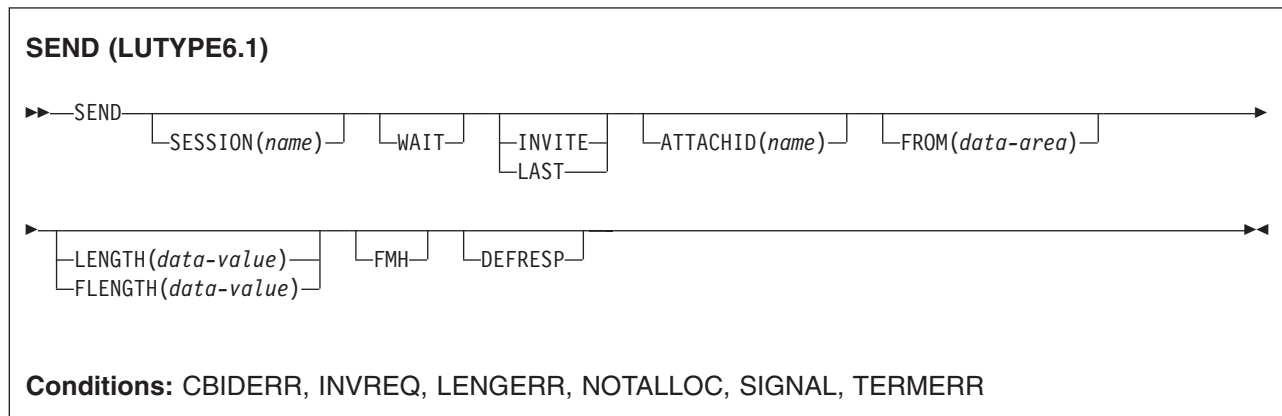 SEND (LUTYPE6.1)
SEND
SESSION(name) WAIT INVITE ATTACHID(name) FROM(data-area)
LAST
LENGTH(data-value) FMH DEFRESP
FLENGTH(data-value)
Conditions: CBIDERR, INVREQ, LENGERR, NOTALLOC, SIGNAL, TERMERR